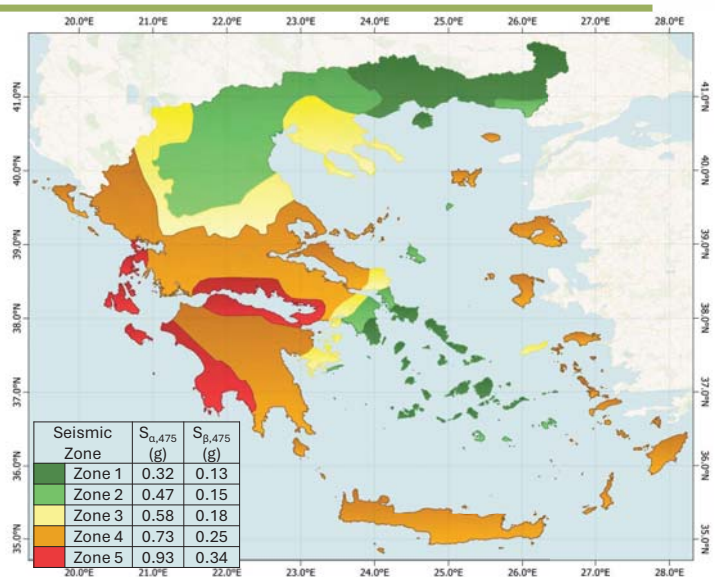 20.0°E 21.0°E 22.0°E 23.0°E 24.0°E 25.0°E 26.0°E 27.0°E 28.0°E
41.0°N 41.0°N
40.0°N 40.0°N
39.0°N 39.0°N
38.0°N 38.0°N
37.0°N 37.0°N
36.0°N 36.0°N
35.0°N 35.0°N
Seismic Zone Sα,475 (g) Sβ,475 (g)
Zone 1 0.32 0.13
Zone 2 0.47 0.15
Zone 3 0.58 0.18
Zone 4 0.73 0.25
Zone 5 0.93 0.34
20.0°E 21.0°E 22.0°E 23.0°E 24.0°E 25.0°E 26.0°E 27.0°E 28.0°E